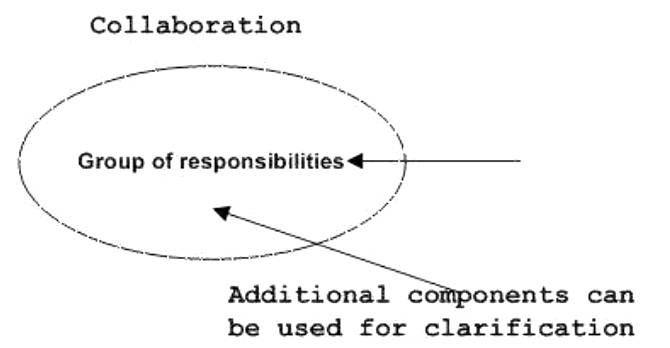 Collaboration
Group of responsibilities
Additional components can
be used for clarification